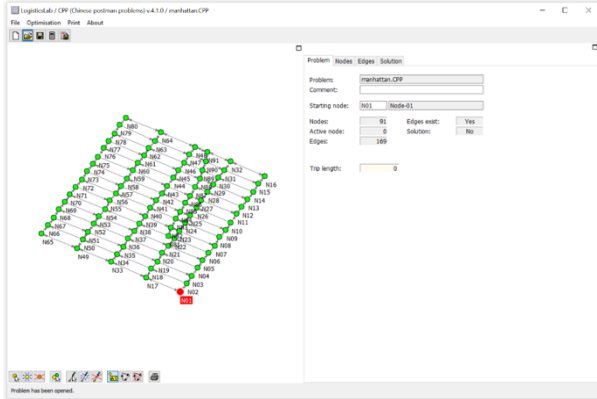 LogisticsLab / CPP (Chinese postman problems) v.4.1.0 / manhattan.CPP
File Optimisation Print About
Problem Nodes Edges Solution
Problem: manhattan.CPP
Comment:
Starting node: N01 Node-01
Nodes: 91 Edges exist: Yes
Active node: 0 Solution: No
Edges: 169
Trip length: 0
N80
N79
N64
N78
N63
N48
N77
N62
N47
N91
N32
N76
N61
N46
N90
N31
N16
N75
N60
N45
N30
N15
N74
N59
N44
N29
N14
N73
N58
N43
N28
N13
N72
N57
N42
N27
N12
N71
N56
N41
N26
N11
N70
N55
N40
N25
N10
N69
N54
N39
N24
N09
N68
N53
N38
N23
N08
N67
N52
N37
N22
N07
N66
N51
N36
N21
N06
N65
N50
N35
N20
N05
N49
N34
N19
N04
N33
N18
N03
N17
N02
N01
Problem has been opened.